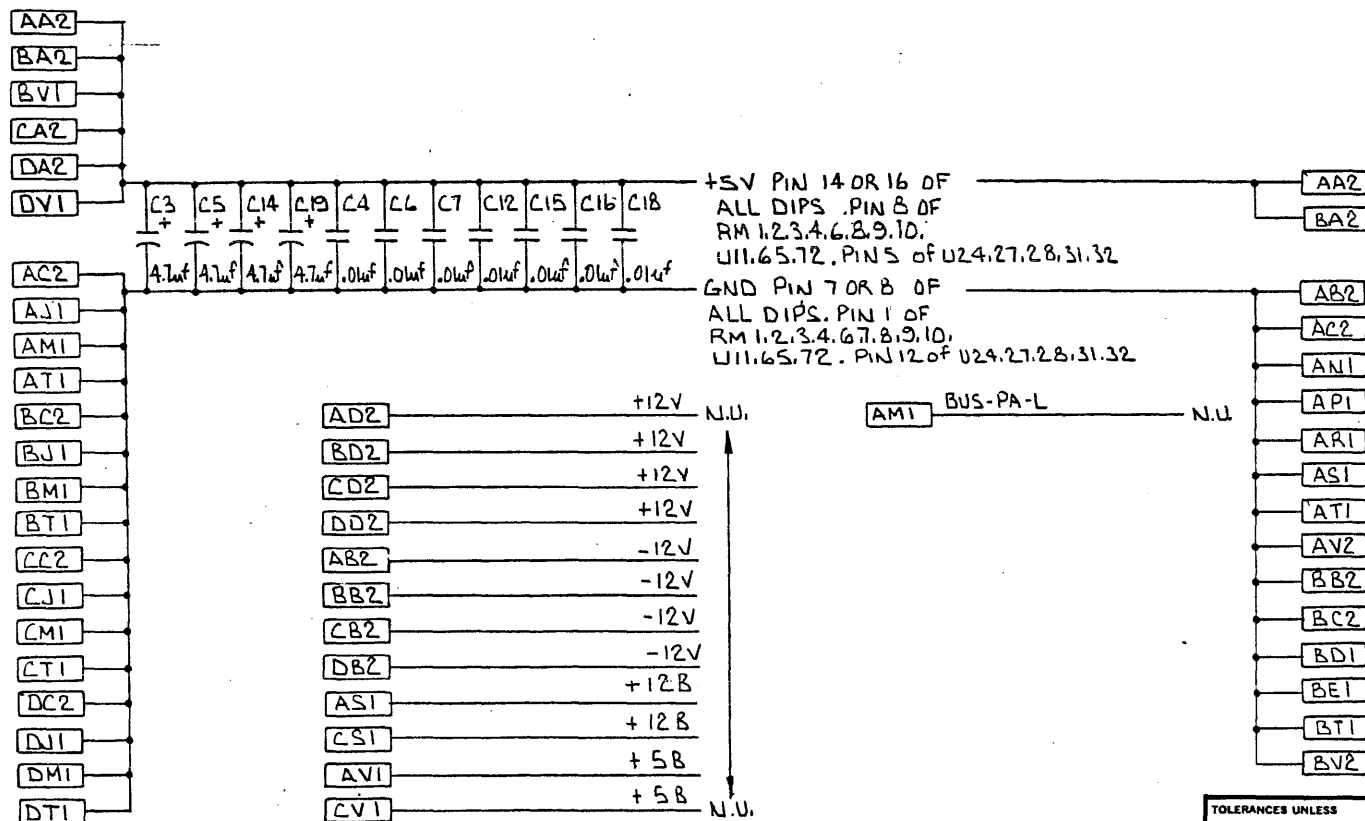 AA2
BA2
BV1
CA2
DA2
DV1
C3 C5 C14 C19 C4 C6 C7 C12 C15 C16 C18
+ + + +
4.7uf 4.7uf 4.7uf 4.7uf .01uf .01uf .01uf .01uf .01uf .01uf .01uf
+5V PIN 14 OR 16 OF
ALL DIPS .PIN 8 OF
RM 1.2.3.4.6.8.9.10.
U11.65.72. PIN 5 of U24.27.28.31.32
AA2
BA2
AC2
AJ1
AM1
AT1
BC2
BJ1
BM1
BT1
CC2
CJ1
CM1
CT1
DC2
DJ1
DM1
DT1
GND PIN 7 OR 8 OF
ALL DIPS. PIN 1 OF
RM 1.2.3.4.6.7.8.9.10.
U11.65.72. PIN 12 of U24.27.28.31.32
AD2 +12V N.U.
BD2 +12V
CD2 +12V
DD2 +12V
AB2 -12V
BB2 -12V
CB2 -12V
DB2 -12V
AS1 +12B
CS1 +12B
AV1 +5B
CV1 +5B N.U.
AM1 BUS-PA-L N.U
AB2
AC2
AN1
AP1
AR1
AS1
AT1
AV2
BB2
BC2
BD1
BE1
BT1
BV2
TOLERANCES UNLESS